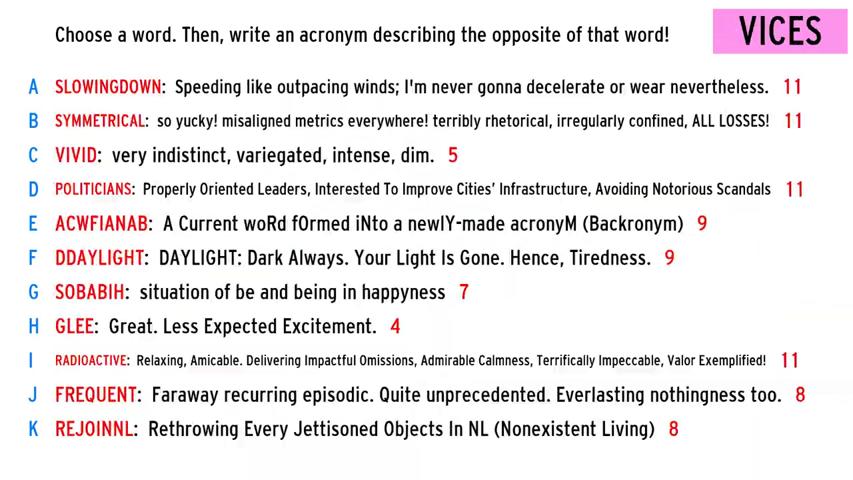 Choose a word. Then, write an acronym describing the opposite of that word!
VICES
A SLOWINGDOWN: Speeding like outpacing winds; I'm never gonna decelerate or wear nevertheless. 11
B SYMMETRICAL: so yucky! misaligned metrics everywhere! terribly rhetorical, irregularly confined, ALL LOSSES! 11
C VIVID: very indistinct, variegated, intense, dim. 5
D POLITICIANS: Properly Oriented Leaders, Interested To Improve Cities' Infrastructure, Avoiding Notorious Scandals 11
E ACWFIANAB: A Current woRd fOrmed iNto a newlY-made acronyM (Backronym) 9
F DDAYLIGHT: DAYLIGHT: Dark Always. Your Light Is Gone. Hence, Tiredness. 9
G SOBABIH: situation of be and being in happyness 7
H GLEE: Great. Less Expected Excitement. 4
I RADIOACTIVE: Relaxing, Amicable. Delivering Impactful Omissions, Admirable Calmness, Terrifically Impeccable, Valor Exemplified! 11
J FREQUENT: Faraway recurring episodic. Quite unprecedented. Everlasting nothingness too. 8
K REJOINNL: Rethrowing Every Jettisoned Objects In NL (Nonexistent Living) 8